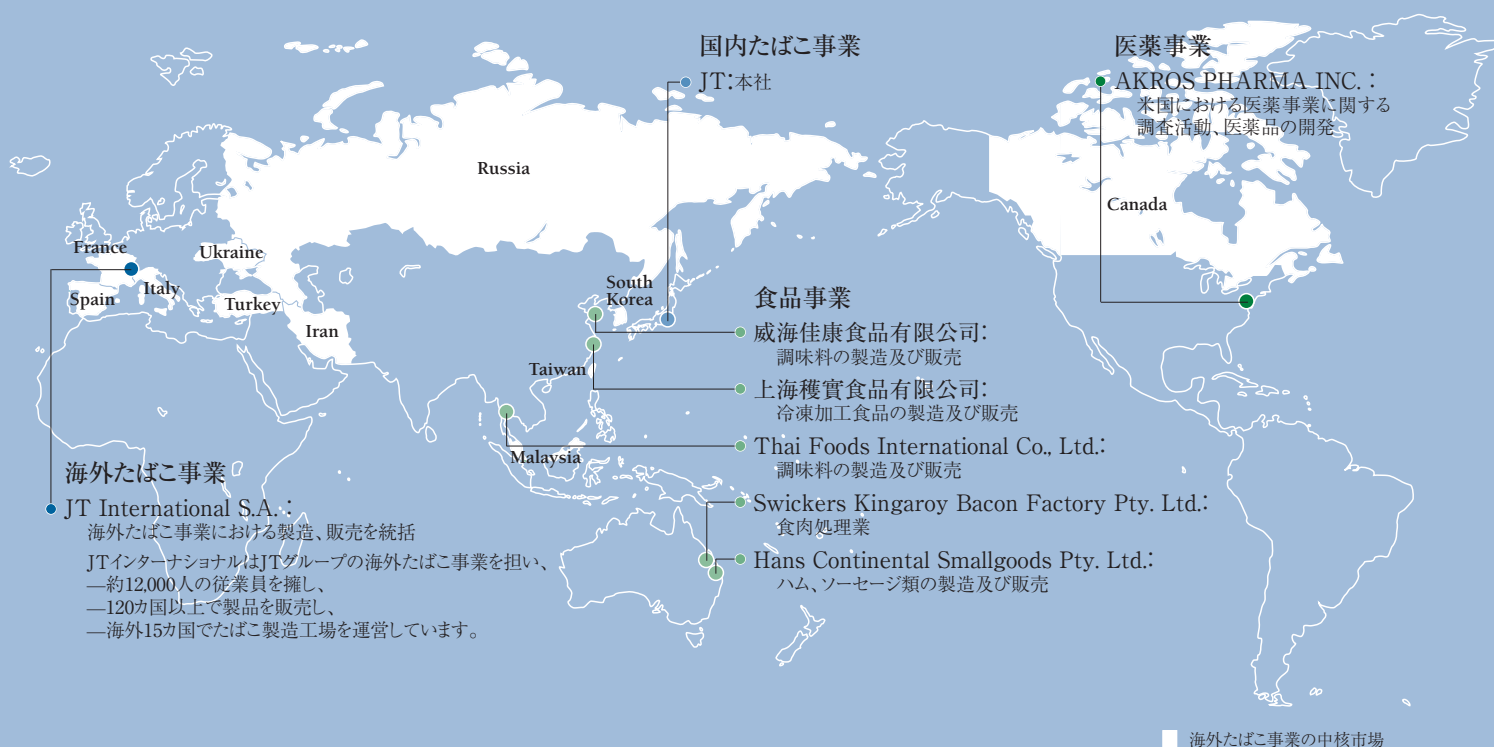 国内たばこ事業
JT:本社
医薬事業
AKROS PHARMA INC. :
米国における医薬事業に関する
調査活動、医薬品の開発
Russia
Canada
France
Ukraine
Spain
Italy
Turkey
Iran
South
Korea
Taiwan
Malaysia
食品事業
威海佳康食品有限公司:
調味料の製造及び販売
上海穫實食品有限公司:
冷凍加工食品の製造及び販売
Thai Foods International Co., Ltd.:
調味料の製造及び販売
Swickers Kingaroy Bacon Factory Pty. Ltd.:
食肉処理業
Hans Continental Smallgoods Pty. Ltd.:
ハム、ソーセージ類の製造及び販売
海外たばこ事業
JT International S.A. :
海外たばこ事業における製造、販売を統括
JTインターナショナルはJTグループの海外たばこ事業を担い、
—約12,000人の従業員を擁し、
—120カ国以上で製品を販売し、
—海外15カ国でたばこ製造工場を運営しています。
海外たばこ事業の中核市場